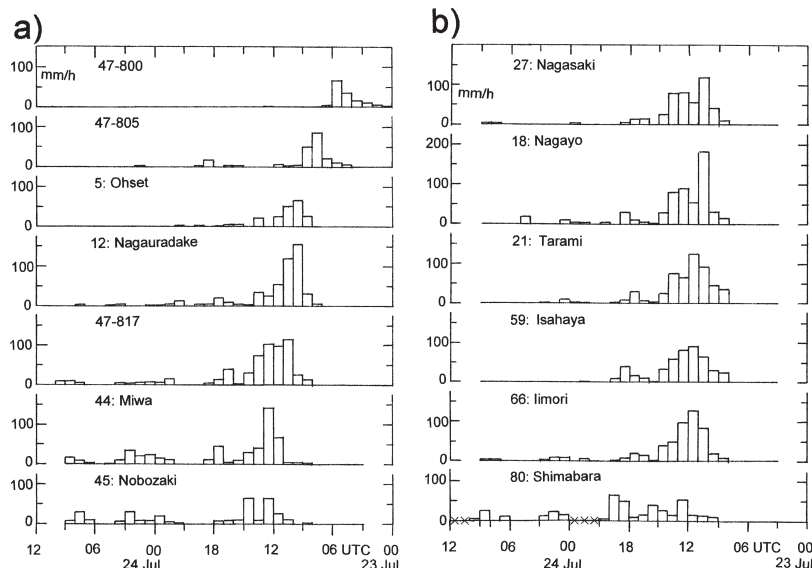 a)
100
mm/h
0
47-800
100
0
47-805
100
0
5: Ohset
100
0
12: Nagauradake
100
0
47-817
100
0
44: Miwa
100
0
45: Nobozaki
12 06 00 18 12 06 UTC 00
24 Jul 23 Jul
b)
100
mm/h
0
27: Nagasaki
200
100
0
18: Nagayo
100
0
21: Tarami
100
0
59: Isahaya
100
0
66: Iimori
100
0
80: Shimabara
12 06 00 18 12 06 UTC 00
24 Jul 23 Jul